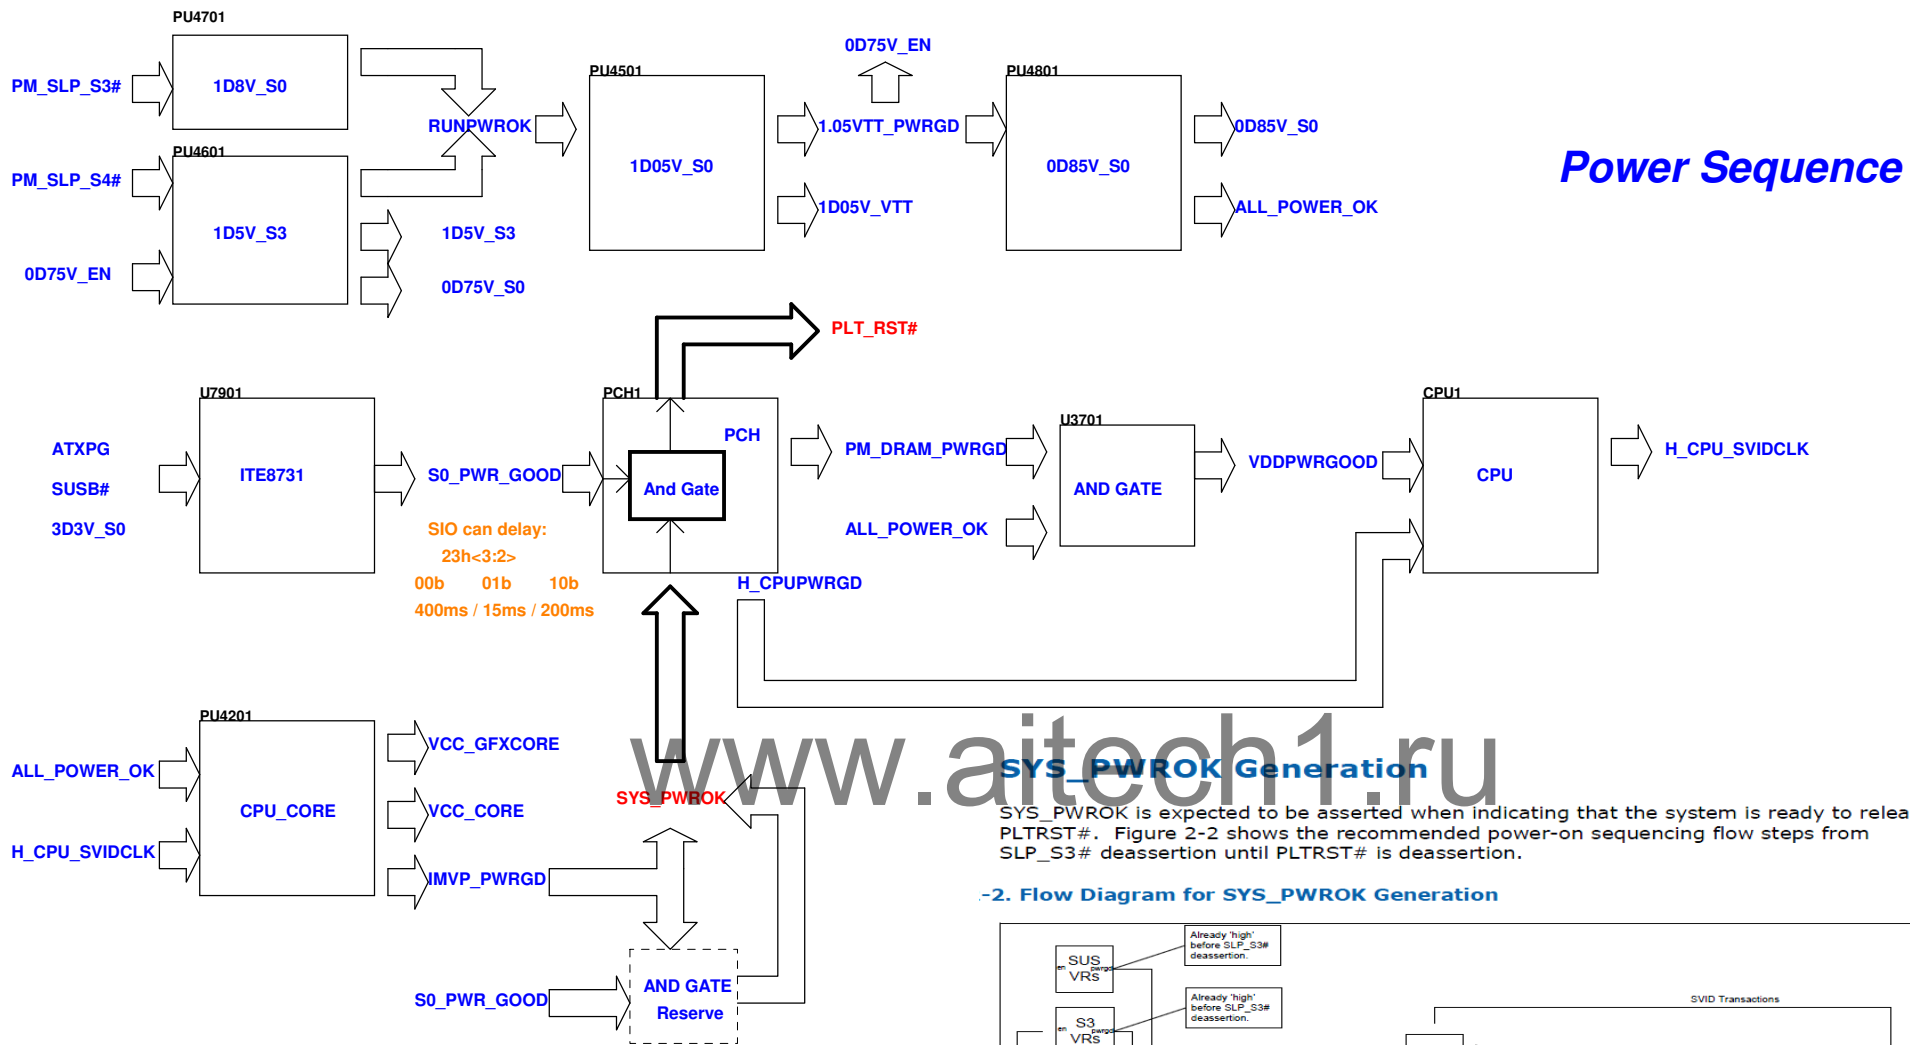 PU4701
PM_SLP_S3#
1D8V_S0
RUNPWROK
PU4601
PM_SLP_S4#
1D5V_S3
0D75V_EN
1D5V_S3
0D75V_S0
PU4501
1D05V_S0
0D75V_EN
1.05VTT_PWRGD
1D05V_VTT
PU4801
0D85V_S0
0D85V_S0
ALL_POWER_OK
Power Sequence
PLT_RST#
U7901
ATXPG
SUSB#
3D3V_S0
ITE8731
S0_PWR_GOOD
SIO can delay:
23h<3:2>
00b 01b 10b
400ms / 15ms / 200ms
PCH1
PCH
And Gate
PM_DRAM_PWRGD
ALL_POWER_OK
H_CPUPWRGD
U3701
AND GATE
VDDPWRGOOD
CPU1
CPU
H_CPU_SVIDCLK
PU4201
ALL_POWER_OK
H_CPU_SVIDCLK
CPU_CORE
VCC_GFXCORE
VCC_CORE
IMVP_PWRGD
SYS_PWROK
S0_PWR_GOOD
AND GATE
Reserve
www.aitech1.ru
SYS_PWROK Generation
SYS_PWROK is expected to be asserted when indicating that the system is ready to relea
PLTRST#. Figure 2-2 shows the recommended power-on sequencing flow steps from
SLP_S3# deassertion until PLTRST# is deassertion.
-2. Flow Diagram for SYS_PWROK Generation
Already 'high'
before SLP_S3#
deassertion.
en
SUS
VRs
pwrgd
Already 'high'
before SLP_S3#
deassertion.
en
S3
VRs
pwrgd
SVID Transactions